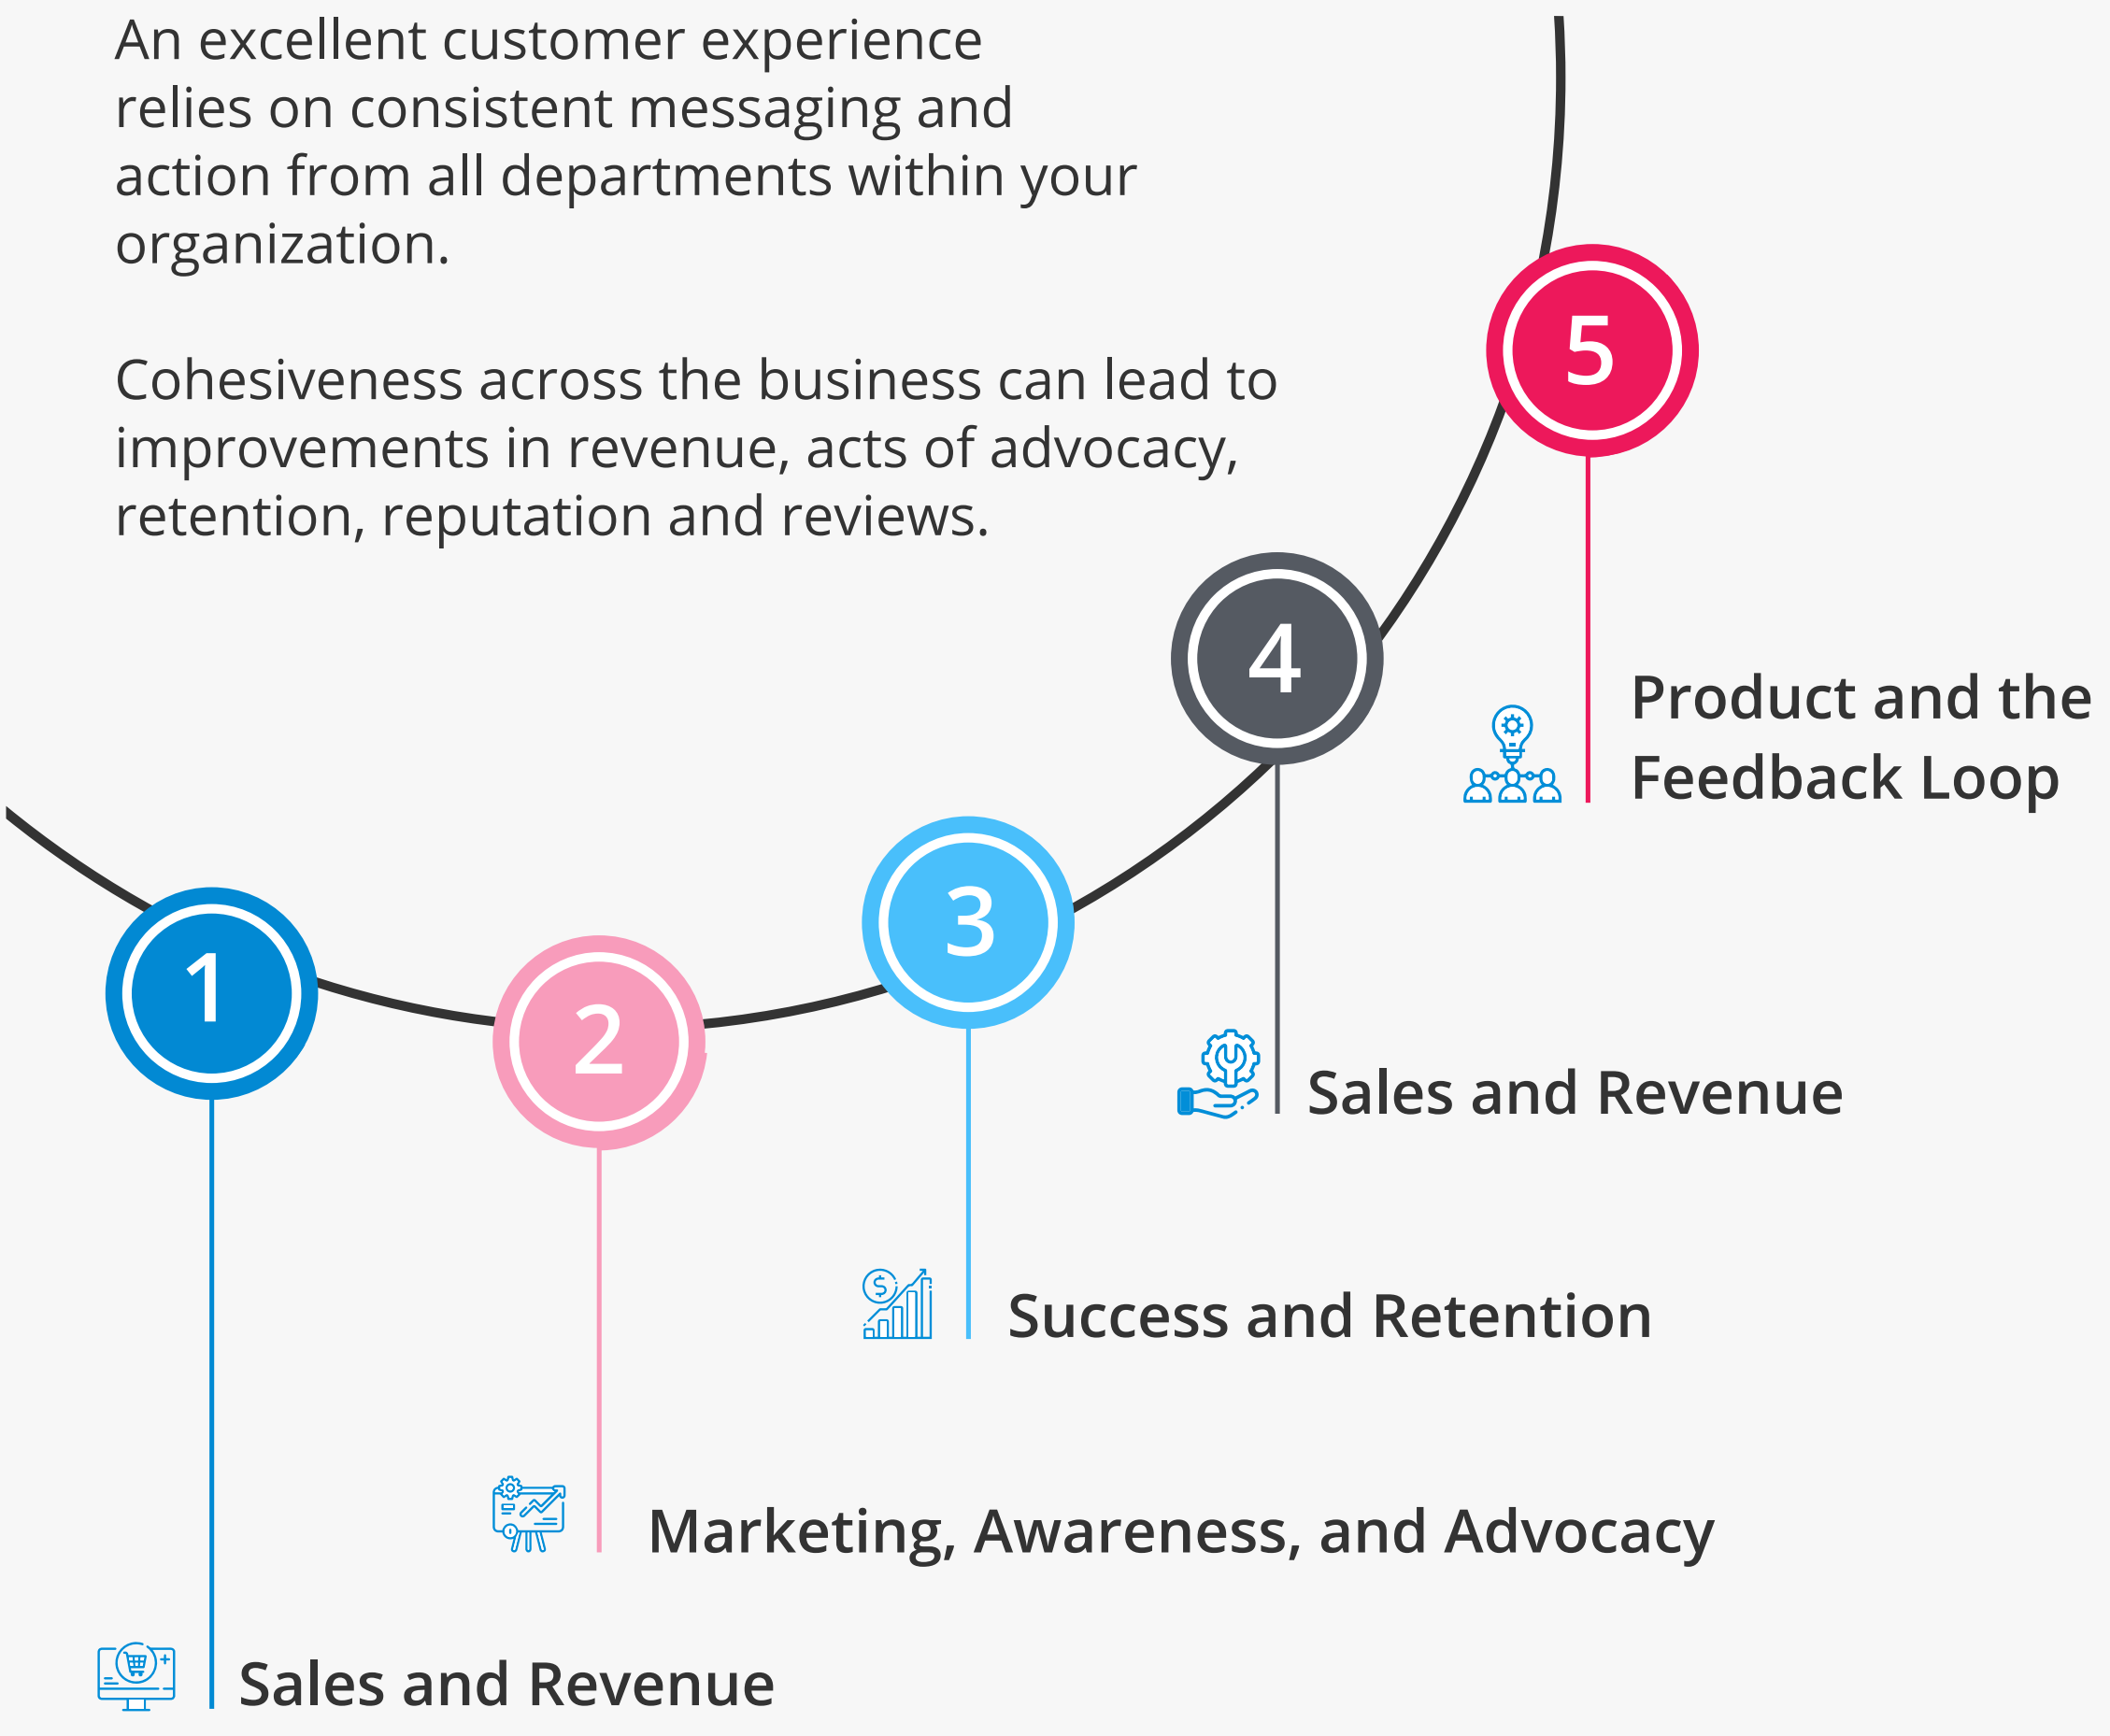 An excellent customer experience
relies on consistent messaging and
action from all departments within your
organization.
Cohesiveness across the business can lead to
improvements in revenue, acts of advocacy,
retention, reputation and reviews.
1
Sales and Revenue
2
Marketing, Awareness, and Advocacy
3
Success and Retention
4
Sales and Revenue
5
Product and the
Feedback Loop